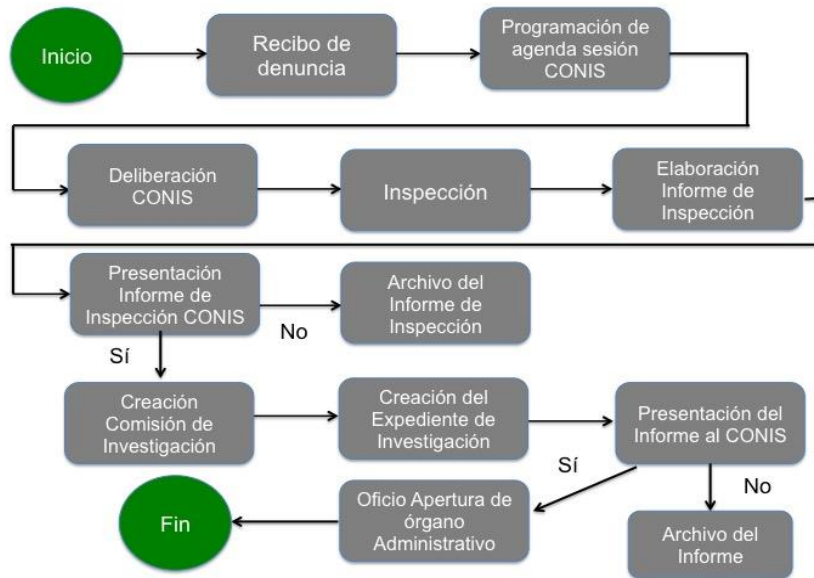 Inicio
Recibo de
denuncia
Programación de
agenda sesión
CONIS
Deliberación
CONIS
Inspección
Elaboración
Informe de
Inspección
Presentación
Informe de
Inspección CONIS
No
Archivo del
Informe de
Inspección
Sí
Creación
Comisión de
Investigación
Creación del
Expediente de
Investigación
Presentación del
Informe al CONIS
Sí
No
Fin
Oficio Apertura de
órgano
Administrativo
Archivo del
Informe